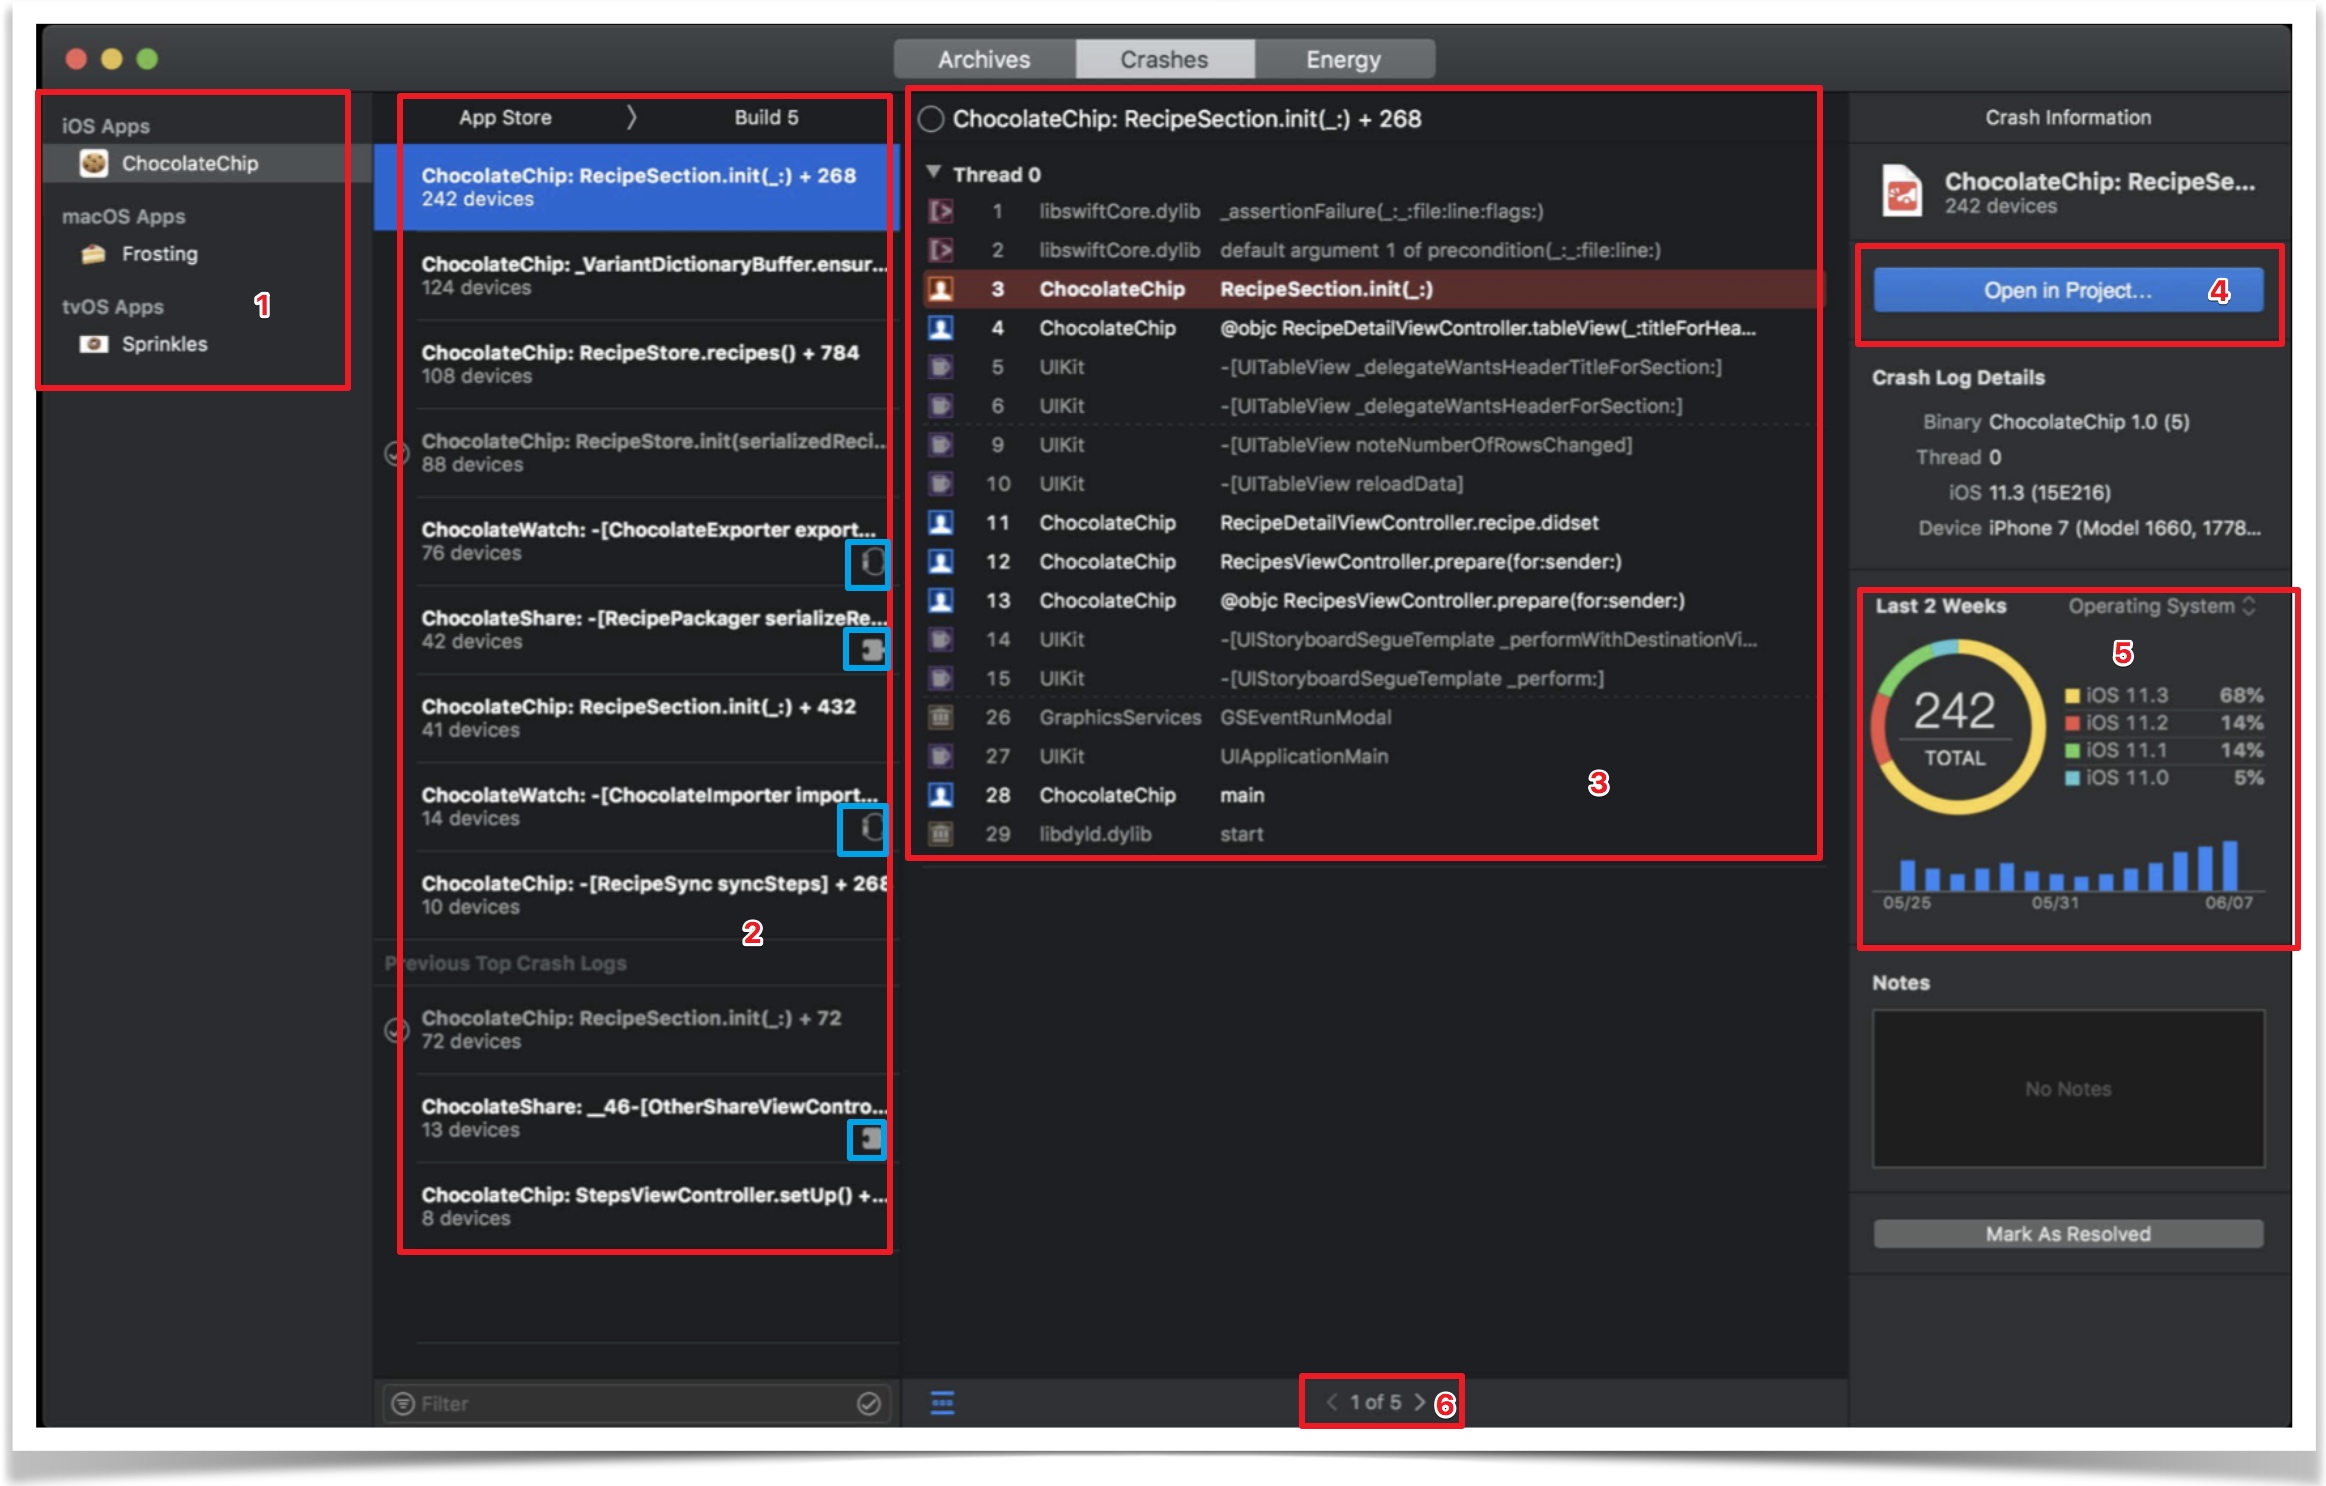 Archives Crashes Energy
iOS Apps
ChocolateChip
macOS Apps
Frosting
1
tvOS Apps
Sprinkles
App Store 〉 Build 5
ChocolateChip: RecipeSection.init(_:) + 268
242 devices
ChocolateChip: _VariantDictionaryBuffer.ensur...
124 devices
ChocolateChip: RecipeStore.recipes() + 784
108 devices
ChocolateChip: RecipeStore.init(serializedReci...
88 devices
ChocolateWatch: -[ChocolateExporter export...
76 devices
ChocolateShare: -[RecipePackager serializeRe...
42 devices
ChocolateChip: RecipeSection.init(_:) + 432
41 devices
ChocolateWatch: -[ChocolateImporter import...
14 devices
ChocolateChip: -[RecipeSync syncSteps] + 268
10 devices
2
Previous Top Crash Logs
ChocolateChip: RecipeSection.init(_:) + 72
72 devices
ChocolateShare: __46-[OtherShareViewContro...
13 devices
ChocolateChip: StepsViewController.setUp() +...
8 devices
Filter
ChocolateChip: RecipeSection.init(_:) + 268
Thread 0
1 libswiftCore.dylib _assertionFailure(_:_:file:line:flags:)
2 libswiftCore.dylib default argument 1 of precondition(_:_:file:line:)
3 ChocolateChip RecipeSection.init(_:)
4 ChocolateChip @objc RecipeDetailViewController.tableView(_:titleForHea...
5 UIKit -[UITableView _delegateWantsHeaderTitleForSection:]
6 UIKit -[UITableView _delegateWantsHeaderForSection:]
9 UIKit -[UITableView noteNumberOfRowsChanged]
10 UIKit -[UITableView reloadData]
11 ChocolateChip RecipeDetailViewController.recipe.didset
12 ChocolateChip RecipesViewController.prepare(for:sender:)
13 ChocolateChip @objc RecipesViewController.prepare(for:sender:)
14 UIKit -[UIStoryboardSegueTemplate _performWithDestinationVi...
15 UIKit -[UIStoryboardSegueTemplate _perform:]
26 GraphicsServices GSEventRunModal
27 UIKit UIApplicationMain
3
28 ChocolateChip main
29 libdyld.dylib start
1 of 5
6
Crash Information
ChocolateChip: RecipeSe...
242 devices
Open in Project...
4
Crash Log Details
Binary ChocolateChip 1.0 (5)
Thread 0
iOS 11.3 (15E216)
Device iPhone 7 (Model 1660, 1778...
Last 2 Weeks Operating System
5
242
TOTAL
iOS 11.3 68%
iOS 11.2 14%
iOS 11.1 14%
iOS 11.0 5%
05/25 05/31 06/07
Notes
No Notes
Mark As Resolved